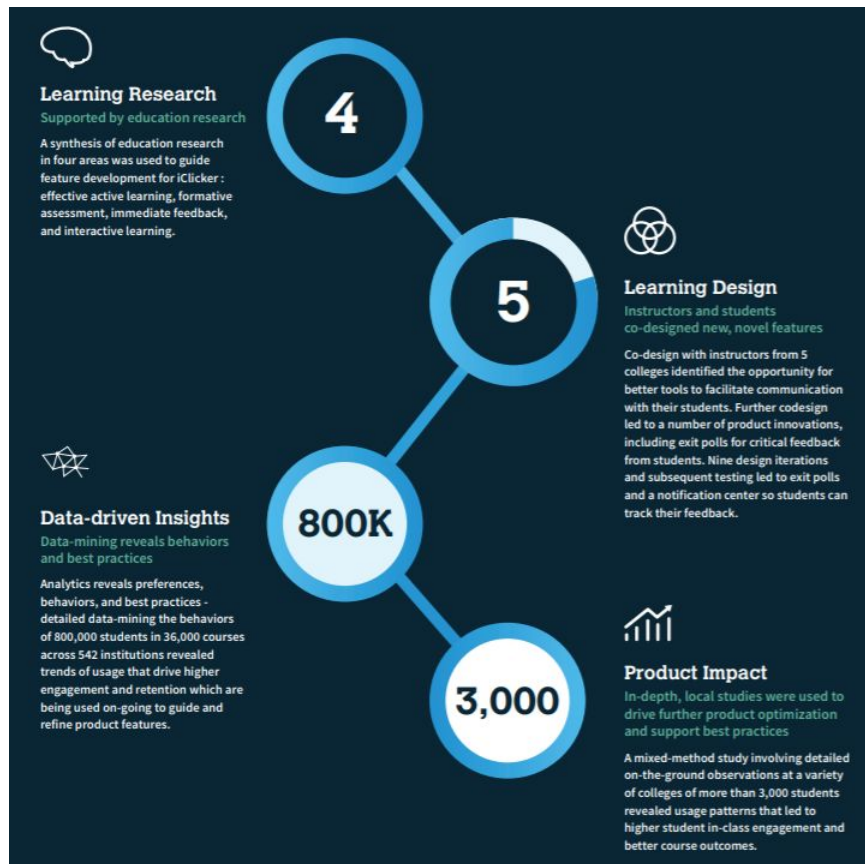 Learning Research
Supported by education research
A synthesis of education research
in four areas was used to guide
feature development for iClicker :
effective active learning, formative
assessment, immediate feedback,
and interactive learning.
4
5
Learning Design
Instructors and students
co-designed new, novel features
Co-design with instructors from 5
colleges identified the opportunity for
better tools to facilitate communication
with their students. Further codesign
led to a number of product innovations,
including exit polls for critical feedback
from students. Nine design iterations
and subsequent testing led to exit polls
and a notification center so students can
track their feedback.
Data-driven Insights
Data-mining reveals behaviors
and best practices
Analytics reveals preferences,
behaviors, and best practices -
detailed data-mining the behaviors
of 800,000 students in 36,000 courses
across 542 institutions revealed
trends of usage that drive higher
engagement and retention which are
being used on-going to guide and
refine product features.
800K
3,000
Product Impact
In-depth, local studies were used to
drive further product optimization
and support best practices
A mixed-method study involving detailed
on-the-ground observations at a variety
of colleges of more than 3,000 students
revealed usage patterns that led to
higher student in-class engagement and
better course outcomes.